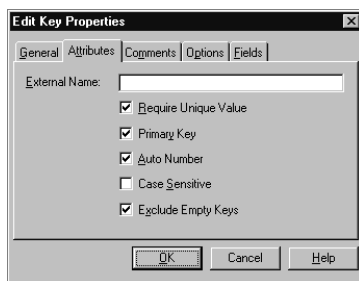 Edit Key Properties
General Attributes Comments Options Fields
External Name:
Require Unique Value
Primary Key
Auto Number
Case Sensitive
Exclude Empty Keys
OK Cancel Help